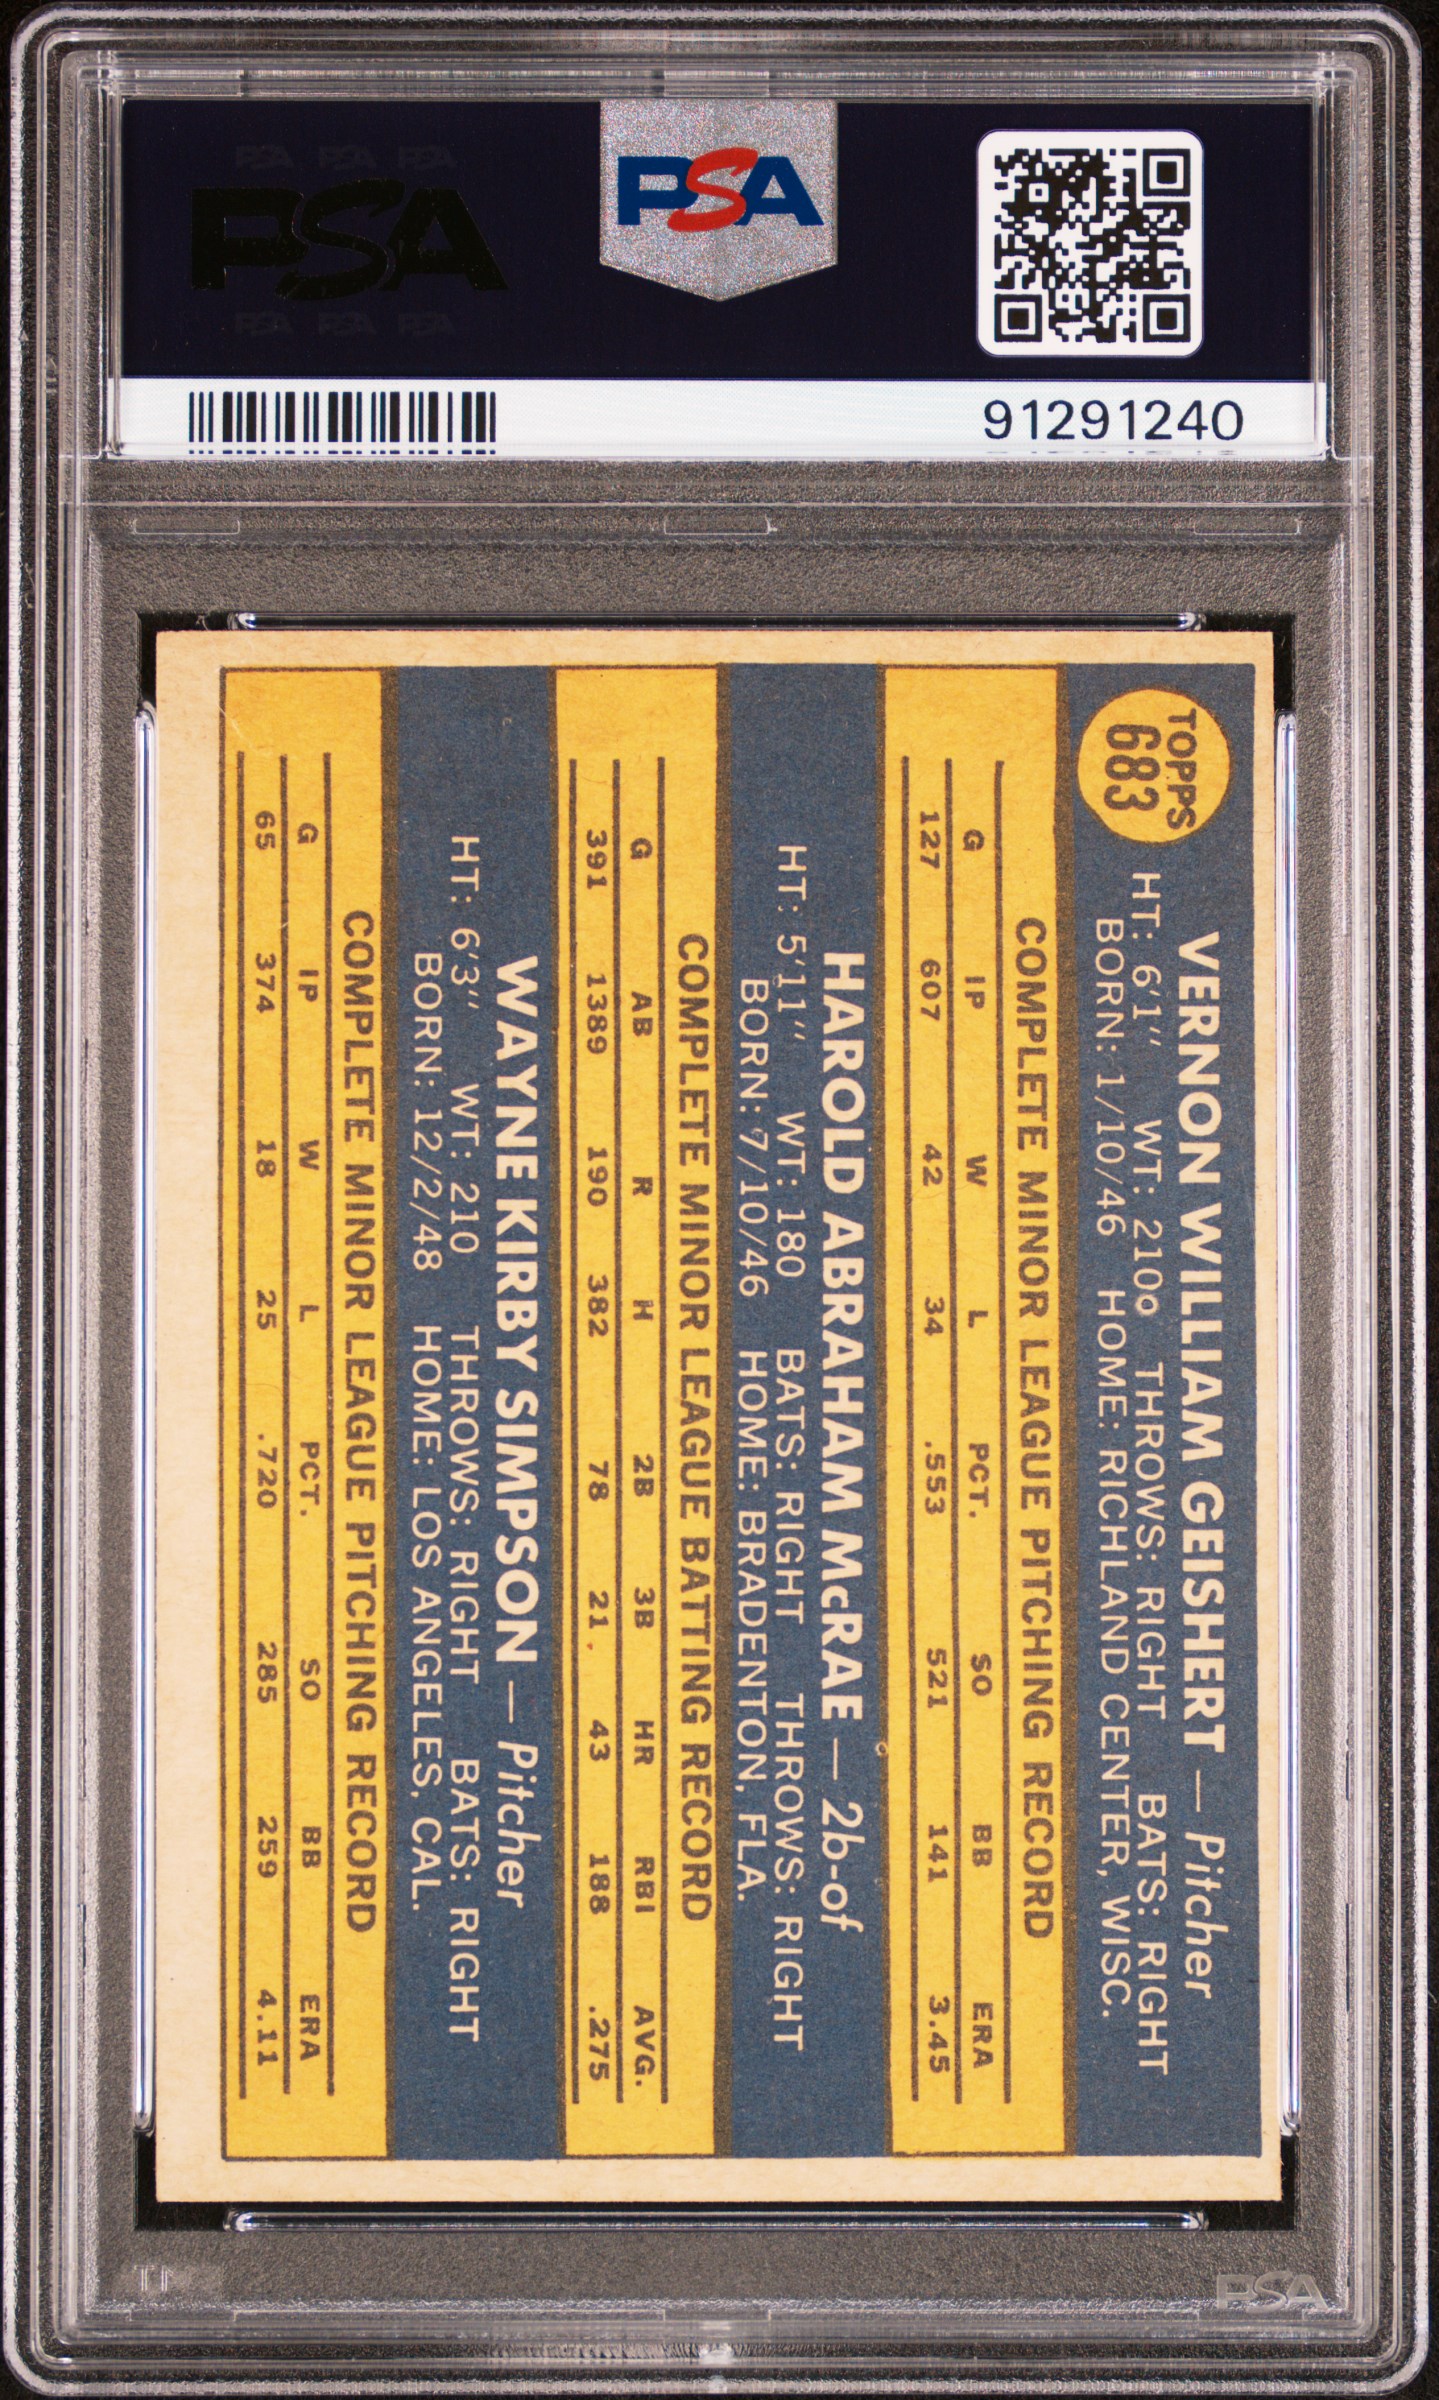 PSA PSA PSA
PSA
PSA PSA PSA
PSA
91291240
TOPPS
683
VERNON WILLIAM GEISHERT — Pitcher
HT: 6'1" WT: 210 THROWS: RIGHT BATS: RIGHT
BORN: 1/10/46 HOME: RICHLAND CENTER, WISC.
COMPLETE MINOR LEAGUE PITCHING RECORD
G IP W L PCT. SO BB ERA
127 607 42 34 .553 521 141 3.45
HAROLD ABRAHAM McRAE — 2b-of
HT: 5'11" WT: 180 BATS: RIGHT THROWS: RIGHT
BORN: 7/10/46 HOME: BRADENTON, FLA.
COMPLETE MINOR LEAGUE BATTING RECORD
G AB R H 2B 3B HR RBI AVG.
391 1389 190 382 78 21 43 188 .275
WAYNE KIRBY SIMPSON — Pitcher
HT: 6'3" WT: 210 THROWS: RIGHT BATS: RIGHT
BORN: 12/2/48 HOME: LOS ANGELES, CAL.
COMPLETE MINOR LEAGUE PITCHING RECORD
G IP W L PCT. SO BB ERA
65 374 18 25 .720 285 259 4.11
PSA